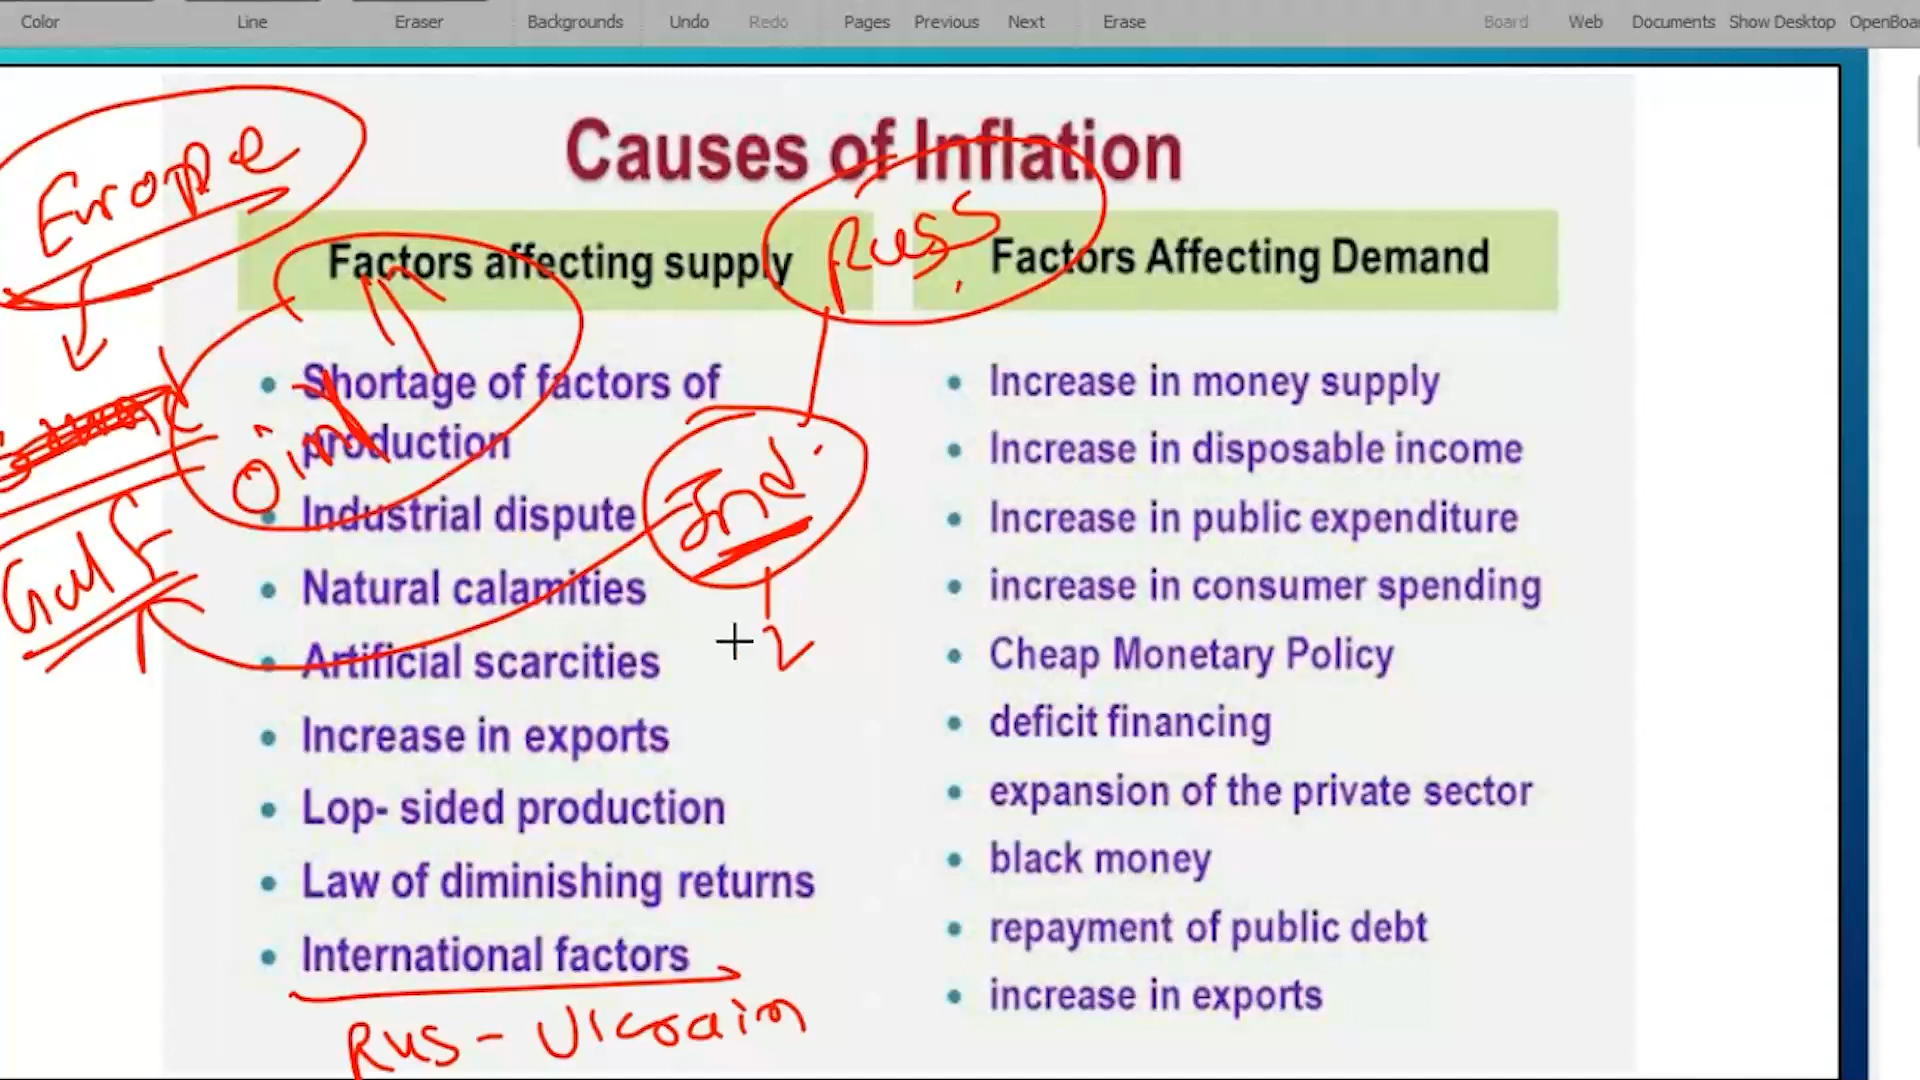 Color Line Eraser Backgrounds Undo Redo Pages Previous Next Erase Board Web Documents Show Desktop OpenBoa
Causes of Inflation
Europe
Russ
Factors affecting supply
Factors Affecting Demand
• Shortage of factors of
production
• Industrial dispute
• Natural calamities
• Artificial scarcities
• Increase in exports
• Lop- sided production
• Law of diminishing returns
• International factors
• Increase in money supply
• Increase in disposable income
• Increase in public expenditure
• increase in consumer spending
• Cheap Monetary Policy
• deficit financing
• expansion of the private sector
• black money
• repayment of public debt
• increase in exports
Ind.
Gulf
2
Rus - Ukrain